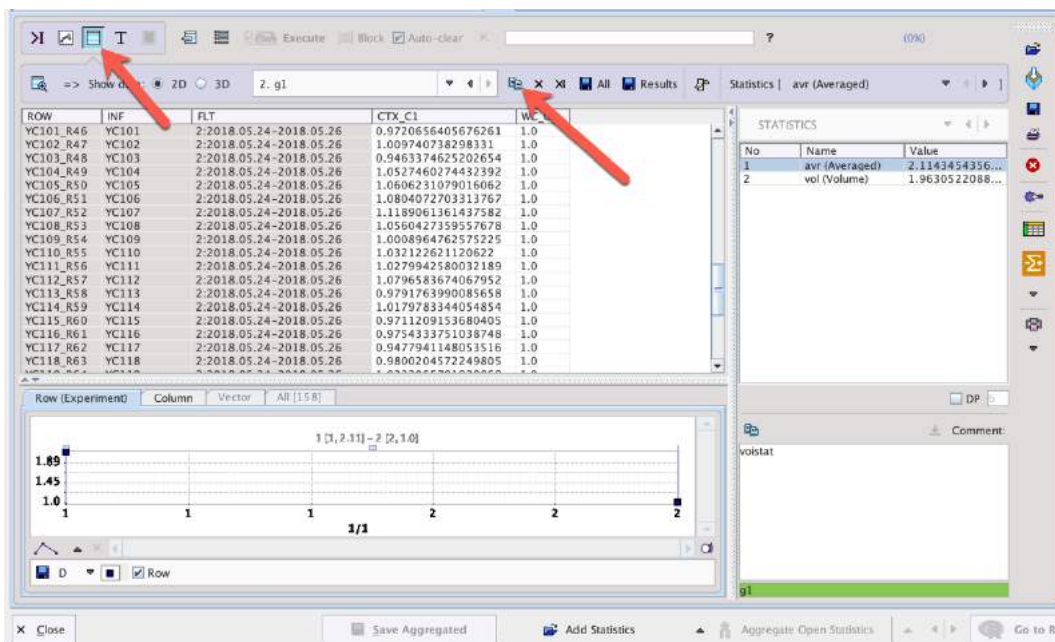 T Execute Block Auto-clear ? (0%)
=> Show data: 2D 3D 2. g1 All Results Statistics [ avr (Averaged) ]
ROW INF FLT CTX_C1
YC101_R46 YC101 2:2018.05.24-2018.05.26 0.9720656405676261 1.0
YC102_R47 YC102 2:2018.05.24-2018.05.26 1.009740738298331 1.0
YC103_R48 YC103 2:2018.05.24-2018.05.26 0.9463374625202654 1.0
YC104_R49 YC104 2:2018.05.24-2018.05.26 1.0527460274432392 1.0
YC105_R50 YC105 2:2018.05.24-2018.05.26 1.0606231079016062 1.0
YC106_R51 YC106 2:2018.05.24-2018.05.26 1.0804072703313767 1.0
YC107_R52 YC107 2:2018.05.24-2018.05.26 1.1189061361437582 1.0
YC108_R53 YC108 2:2018.05.24-2018.05.26 1.0560427359557678 1.0
YC109_R54 YC109 2:2018.05.24-2018.05.26 1.0008964762575225 1.0
YC110_R55 YC110 2:2018.05.24-2018.05.26 1.032122621120622 1.0
YC111_R56 YC111 2:2018.05.24-2018.05.26 1.0279942580032189 1.0
YC112_R57 YC112 2:2018.05.24-2018.05.26 1.0796583674067952 1.0
YC113_R58 YC113 2:2018.05.24-2018.05.26 0.9791763990085658 1.0
YC114_R59 YC114 2:2018.05.24-2018.05.26 1.0179783344054854 1.0
YC115_R60 YC115 2:2018.05.24-2018.05.26 0.9711209153680405 1.0
YC116_R61 YC116 2:2018.05.24-2018.05.26 0.9754333751038748 1.0
YC117_R62 YC117 2:2018.05.24-2018.05.26 0.9477941148053516 1.0
YC118_R63 YC118 2:2018.05.24-2018.05.26 0.9800204572249805 1.0
STATISTICS
No Name Value
1 avr (Averaged) 2.1143454356...
2 vol (Volume) 1.9630522088...
DP
Row (Experiment) Column Vector All [158]
1 [1, 2.11] - 2 [2, 1.0]
1.89
1.45
1.0
1 1 1 2 2 2
1/1
D Row
Comment:
voistat
g1
Close Save Aggregated Add Statistics Aggregate Open Statistics Go to